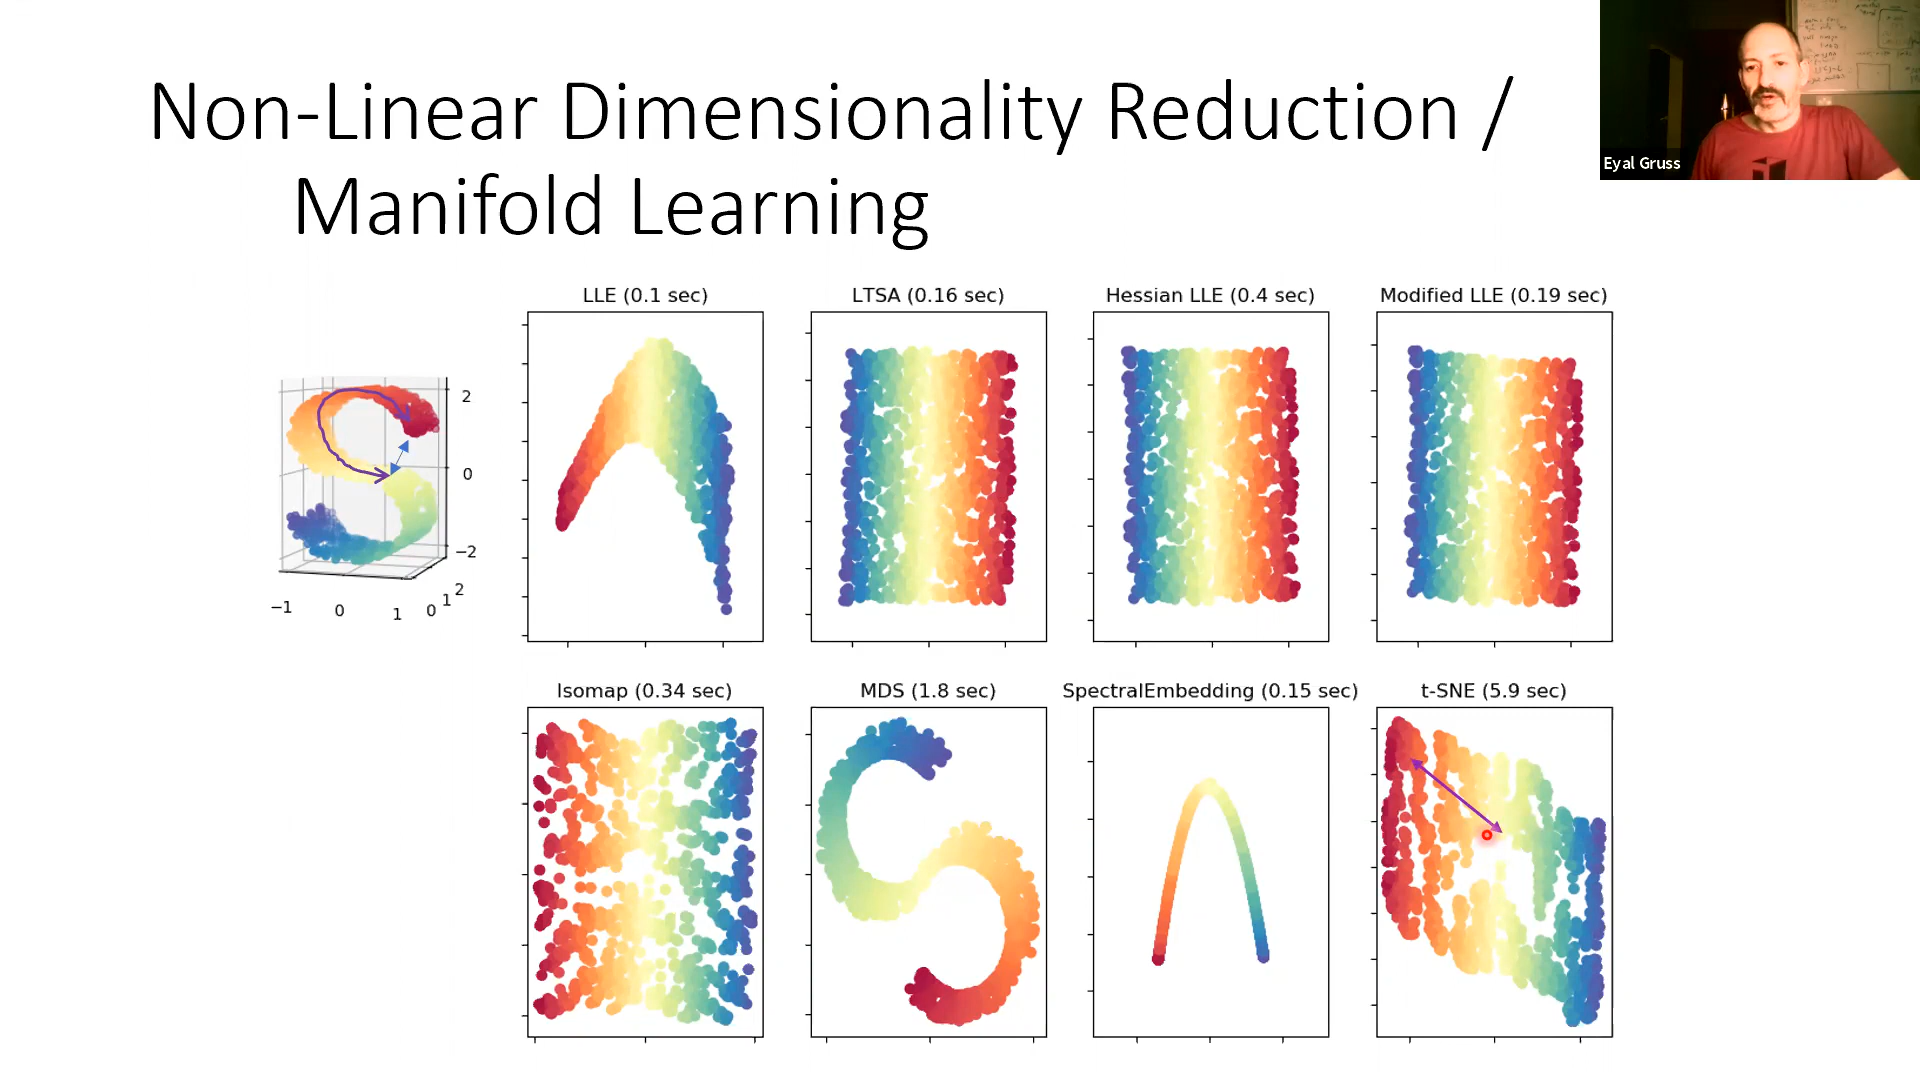 Non-Linear Dimensionality Reduction /
Manifold Learning
Eyal Gruss
LLE (0.1 sec)
LTSA (0.16 sec)
Hessian LLE (0.4 sec)
Modified LLE (0.19 sec)
2
0
−2
−1
0
1
0
1
2
Isomap (0.34 sec)
MDS (1.8 sec)
SpectralEmbedding (0.15 sec)
t-SNE (5.9 sec)